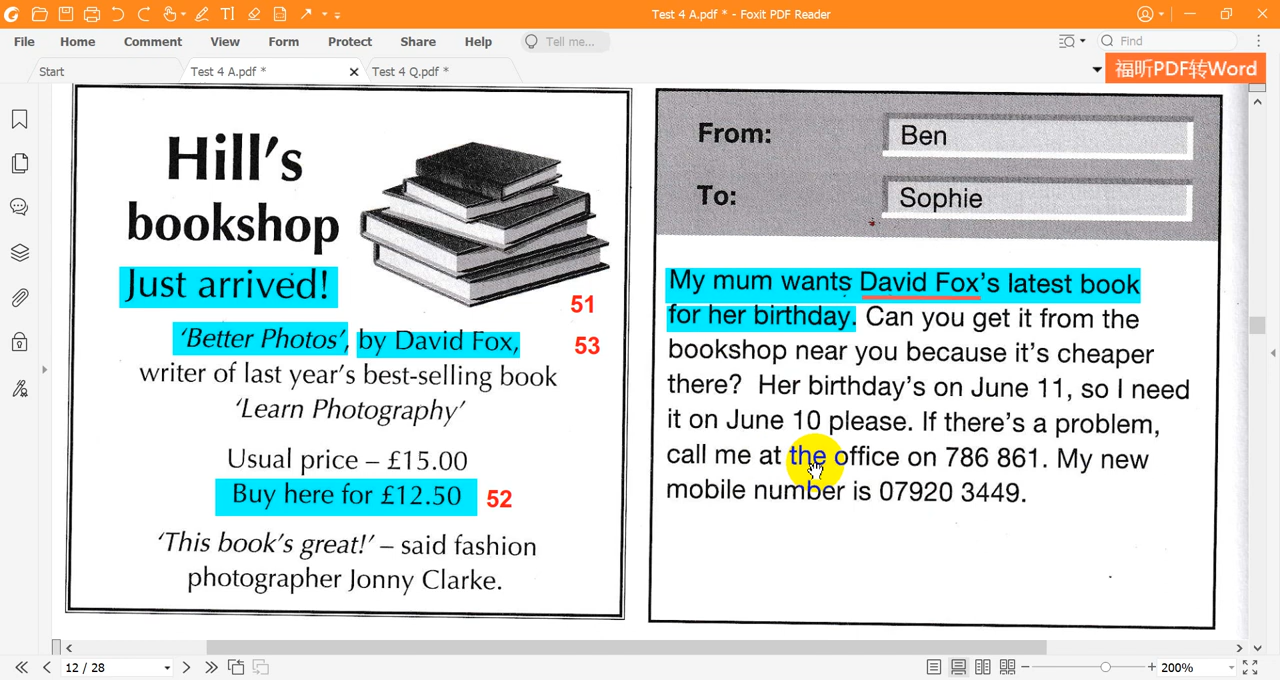 Test 4 A.pdf * - Foxit PDF Reader
File Home Comment View Form Protect Share Help Tell me... Find
Start Test 4 A.pdf * Test 4 Q.pdf * 福昕PDF转Word
Hill's
bookshop
Just arrived!
51
'Better Photos', by David Fox,
53
writer of last year's best-selling book
'Learn Photography'
Usual price – £15.00
Buy here for £12.50 52
'This book's great!' – said fashion
photographer Jonny Clarke.
From: Ben
To: Sophie
My mum wants David Fox's latest book
for her birthday. Can you get it from the
bookshop near you because it's cheaper
there? Her birthday's on June 11, so I need
it on June 10 please. If there's a problem,
call me at the office on 786 861. My new
mobile number is 07920 3449.
12 / 28 200%